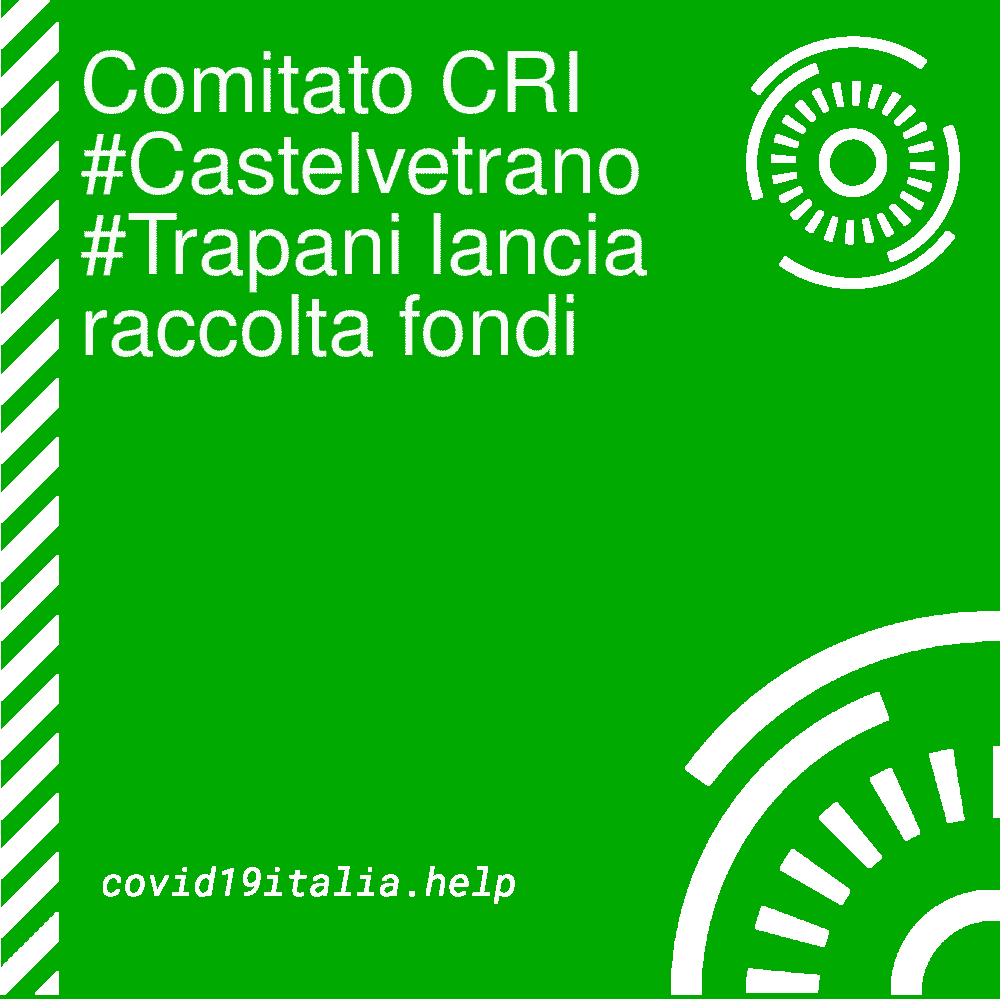 Comitato CRI
#Castelvetrano
#Trapani lancia
raccolta fondi
covid19italia.help